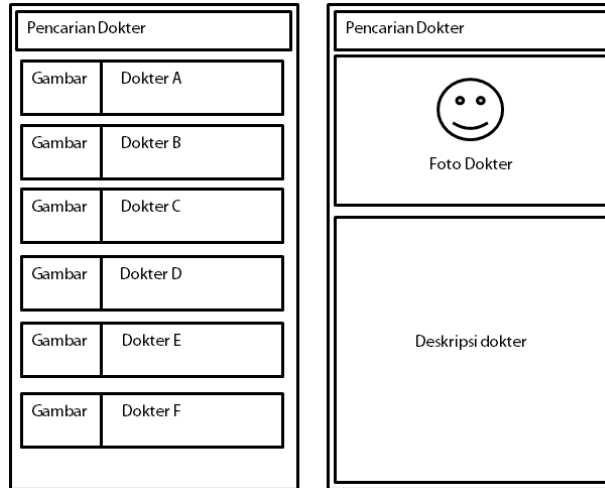 Pencarian Dokter
Gambar Dokter A
Gambar Dokter B
Gambar Dokter C
Gambar Dokter D
Gambar Dokter E
Gambar Dokter F
Pencarian Dokter
Foto Dokter
Deskripsi dokter